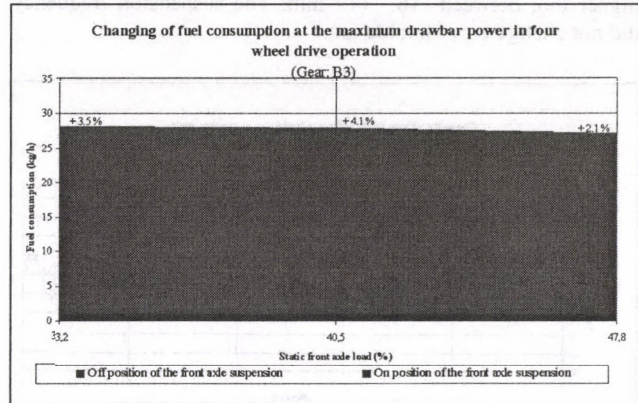 Changing of fuel consumption at the maximum drawbar power in four
wheel drive operation
(Gear: B3)
35
30
25
20
15
10
5
0
Fuel consumption (kg/h)
+3.5%
+4.1%
+2.1%
33,2
40,5
47,8
Static front axle load (%)
Off position of the front axle suspension
On position of the front axle suspension